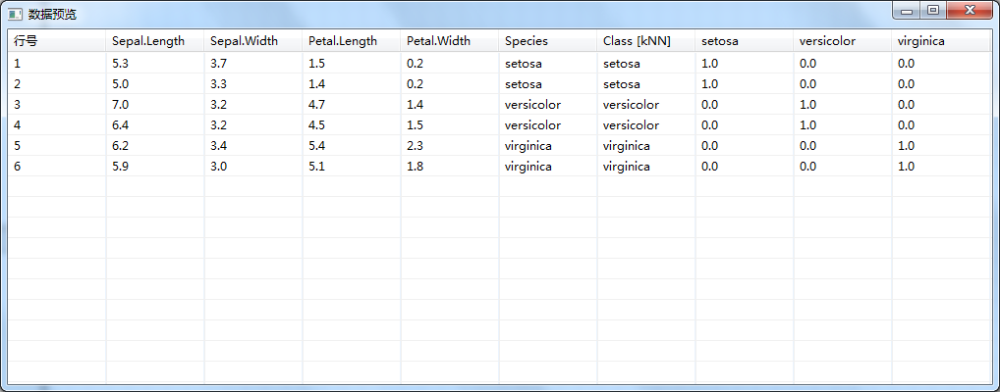 数据预览
行号 Sepal.Length Sepal.Width Petal.Length Petal.Width Species Class [kNN] setosa versicolor virginica
1 5.3 3.7 1.5 0.2 setosa setosa 1.0 0.0 0.0
2 5.0 3.3 1.4 0.2 setosa setosa 1.0 0.0 0.0
3 7.0 3.2 4.7 1.4 versicolor versicolor 0.0 1.0 0.0
4 6.4 3.2 4.5 1.5 versicolor versicolor 0.0 1.0 0.0
5 6.2 3.4 5.4 2.3 virginica virginica 0.0 0.0 1.0
6 5.9 3.0 5.1 1.8 virginica virginica 0.0 0.0 1.0